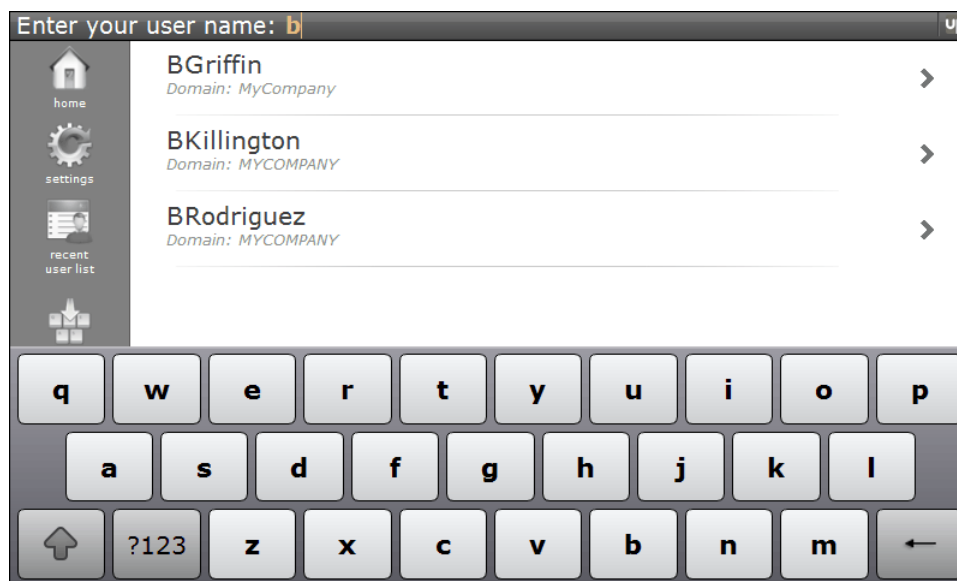 Enter your user name: b
home
settings
recent
user list
BGriffin
Domain: MyCompany
BKillington
Domain: MYCOMPANY
BRodriguez
Domain: MYCOMPANY
q w e r t y u i o p
a s d f g h j k l
?123 z x c v b n m